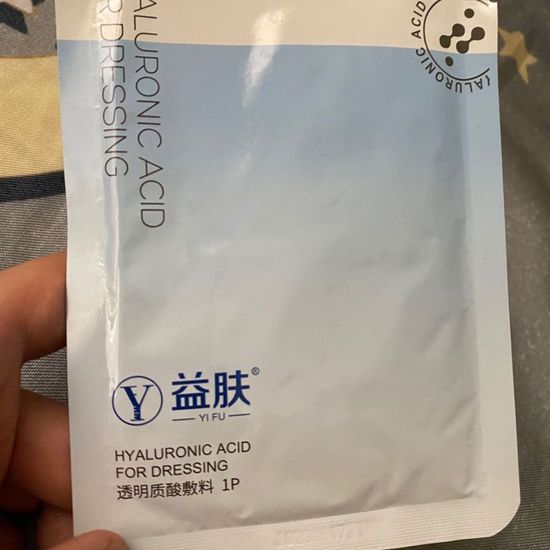 ALURONIC ACID
R DRESSING
ALURONIC ACID
Y
益肤®
YI FU
HYALURONIC ACID
FOR DRESSING
透明质酸敷料 1P